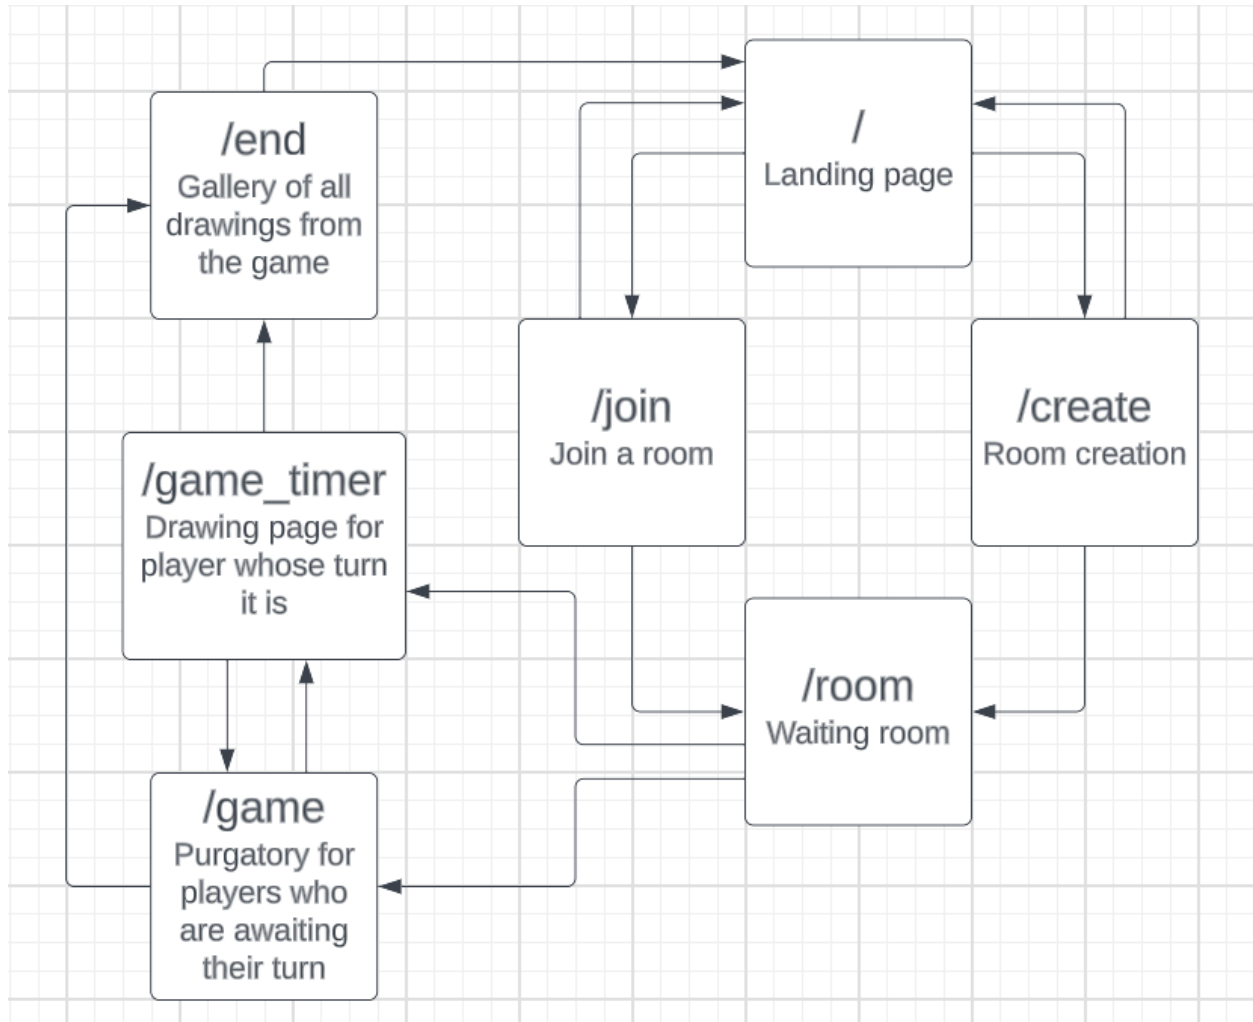 /
Landing page
/end
Gallery of all
drawings from
the game
/join
Join a room
/create
Room creation
/game_timer
Drawing page for
player whose turn
it is
/room
Waiting room
/game
Purgatory for
players who
are awaiting
their turn